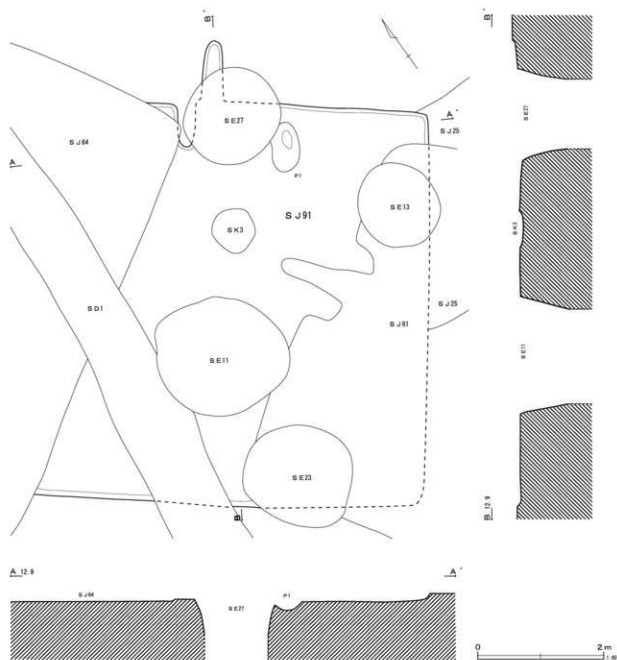 B'
B'
SE27
A'
SJ25
SJ64
A
P1
SE27
SE13
SJ91
SK3
SK3
SJ25
SD1
SJ61
SE11
SE11
SE23
B
B 12.9
A 12.9
A'
SJ64
P1
SE27
0 2m